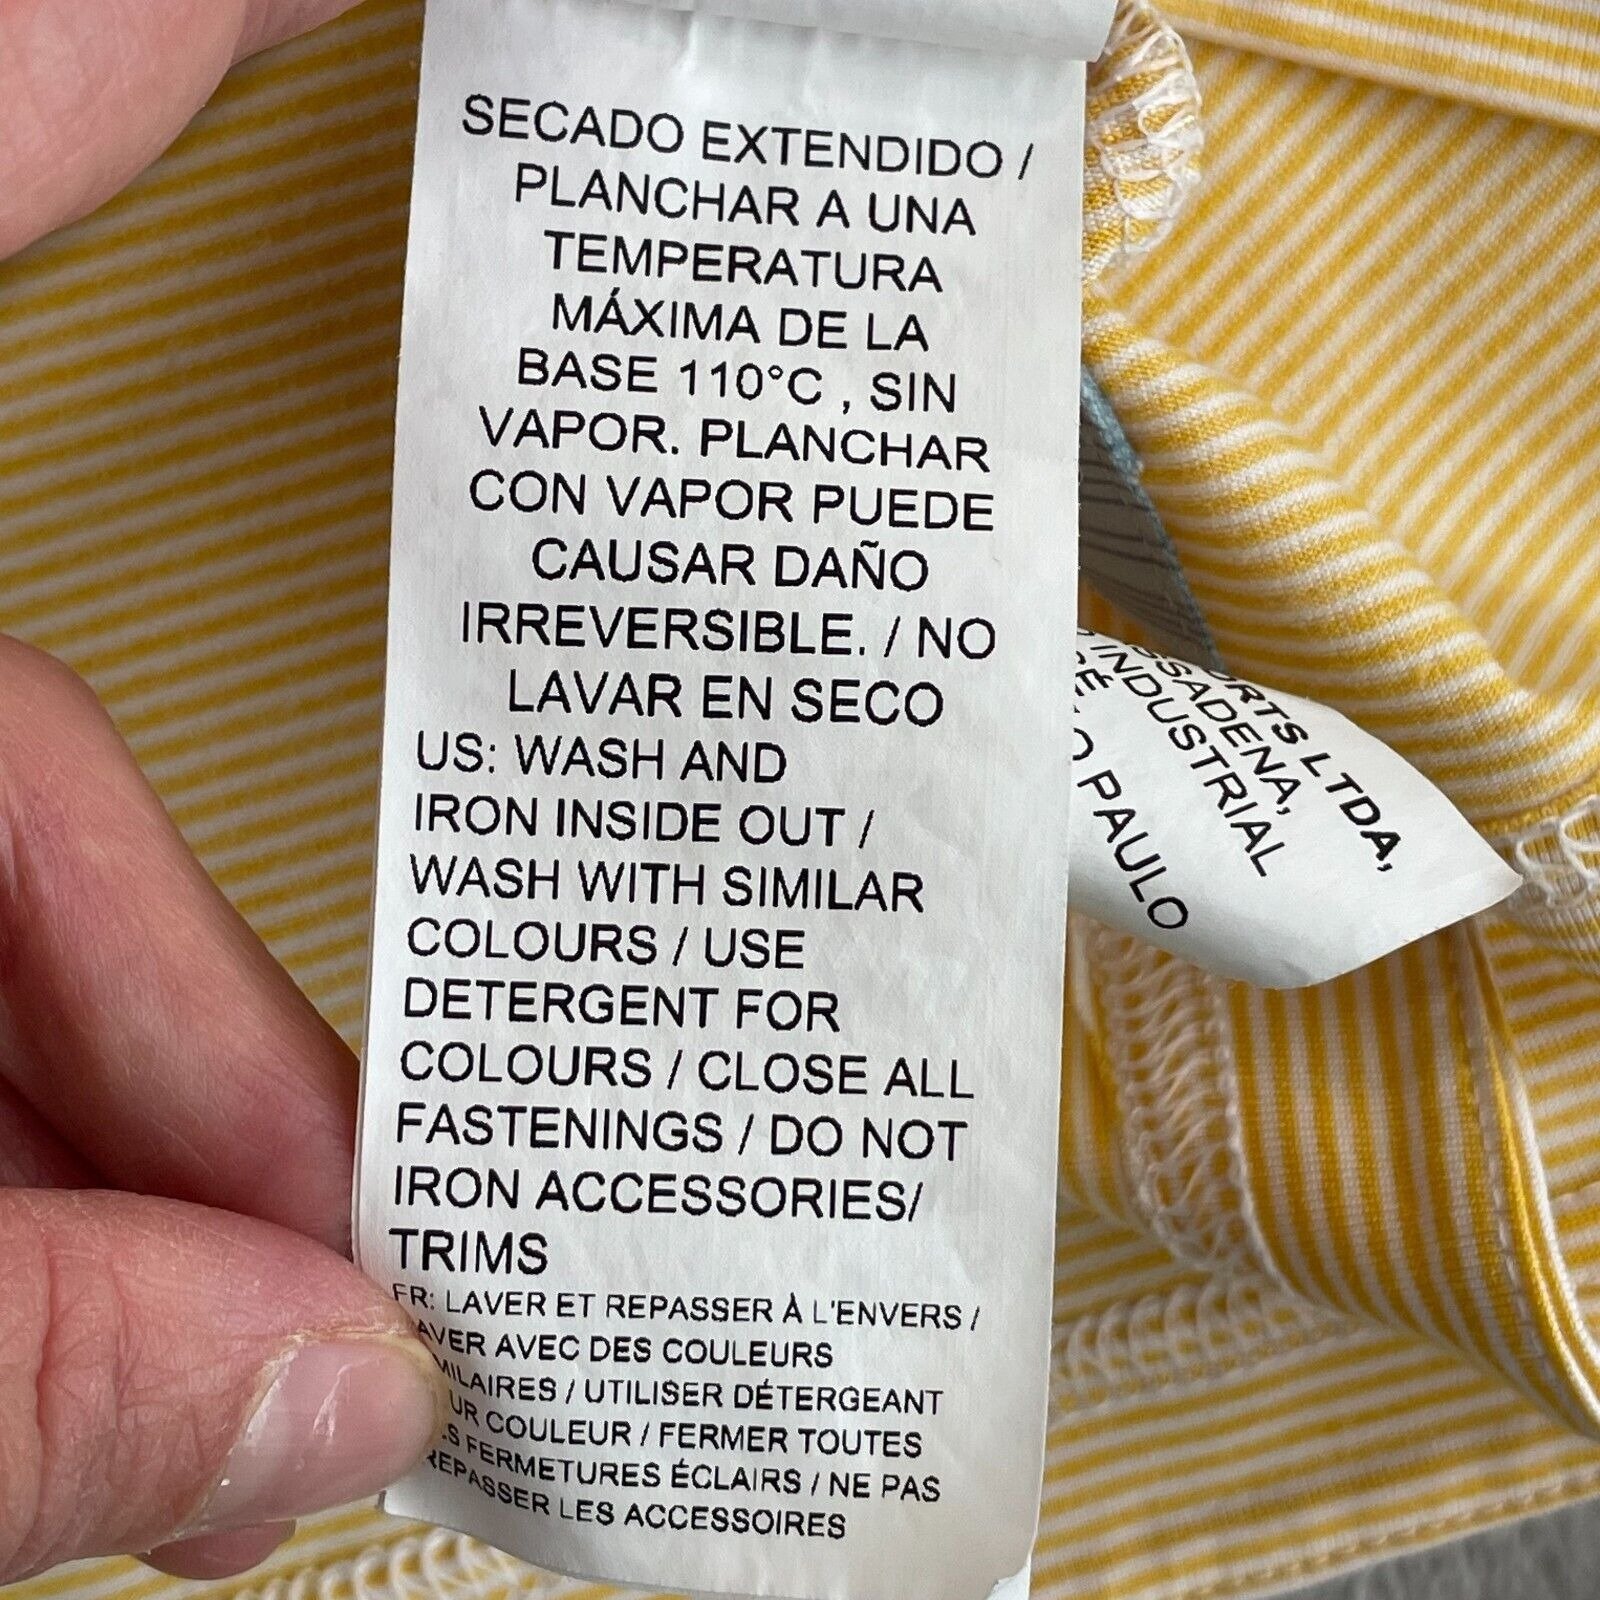 SECADO EXTENDIDO /
PLANCHAR A UNA
TEMPERATURA
MÁXIMA DE LA
BASE 110°C , SIN
VAPOR. PLANCHAR
CON VAPOR PUEDE
CAUSAR DAÑO
IRREVERSIBLE. / NO
LAVAR EN SECO
US: WASH AND
IRON INSIDE OUT /
WASH WITH SIMILAR
COLOURS / USE
DETERGENT FOR
COLOURS / CLOSE ALL
FASTENINGS / DO NOT
IRON ACCESSORIES/
TRIMS
FR: LAVER ET REPASSER À L'ENVERS /
AVEC DES COULEURS
/ UTILISER DÉTERGEANT
COULEUR / FERMER TOUTES
FERMETURES ÉCLAIRS / NE PAS
REPASSER LES ACCESSOIRES
LTDA,
INDUSTRIAL
PAULO